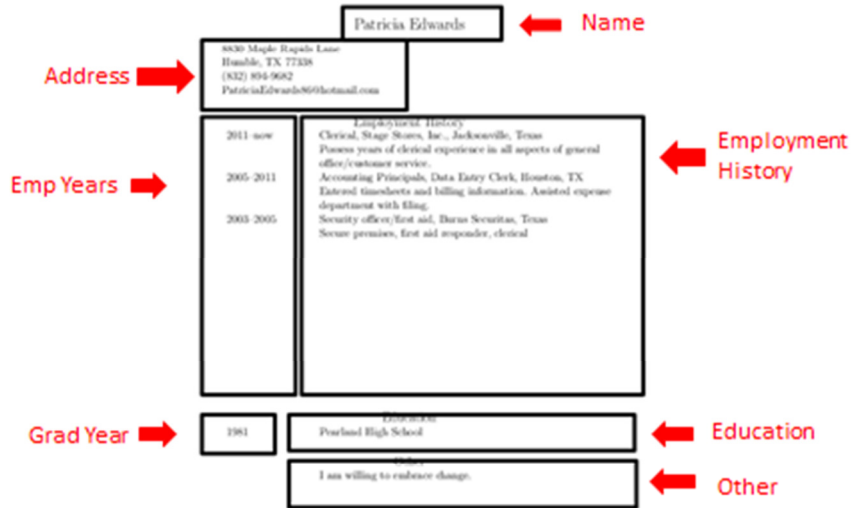 Patricia Edwards
Name
Address
8830 Maple Rapids Lane
Humble, TX 77338
(832) 894-9682
PatriciaEdwards86@hotmail.com
Employment History
Employment
History
Emp Years
2011-now
Clerical, Stage Stores, Inc., Jacksonville, Texas
Possess years of clerical experience in all aspects of general
office/customer service.
2005-2011
Accounting Principals, Data Entry Clerk, Houston, TX
Entered timesheets and billing information. Assisted expense
department with filing.
2003-2005
Security officer/first aid, Burns Securitas, Texas
Secure premises, first aid responder, clerical
Grad Year
1981
Education
Pearland High School
Education
Other
I am willing to embrace change.
Other